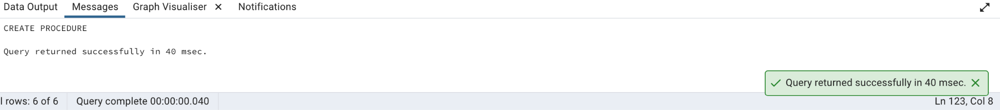 Data Output Messages Graph Visualiser ✕ Notifications
CREATE PROCEDURE
Query returned successfully in 40 msec.
Query returned successfully in 40 msec.
l rows: 6 of 6 Query complete 00:00:00.040 Ln 123, Col 8